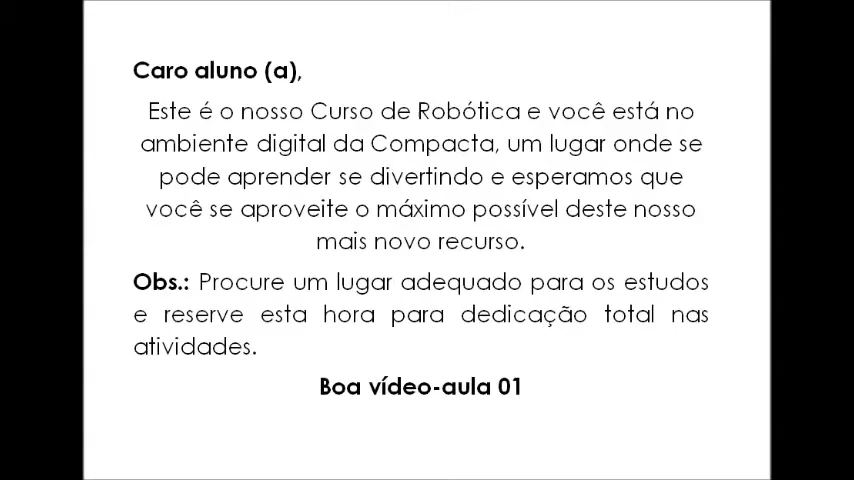 Caro aluno (a),
Este é o nosso Curso de Robótica e você está no
ambiente digital da Compacta, um lugar onde se
pode aprender se divertindo e esperamos que
você se aproveite o máximo possível deste nosso
mais novo recurso.
Obs.: Procure um lugar adequado para os estudos
e reserve esta hora para dedicação total nas
atividades.
Boa vídeo-aula 01